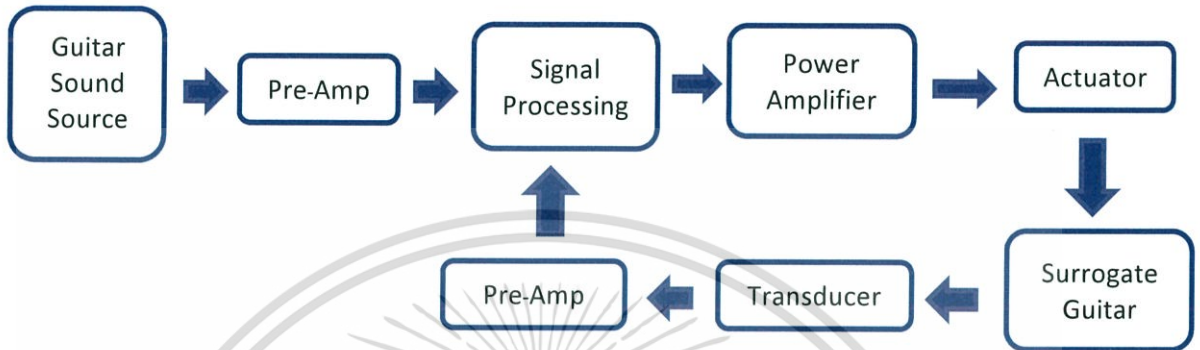 Guitar
Sound
Source
Pre-Amp
Signal
Processing
Power
Amplifier
Actuator
Surrogate
Guitar
Transducer
Pre-Amp